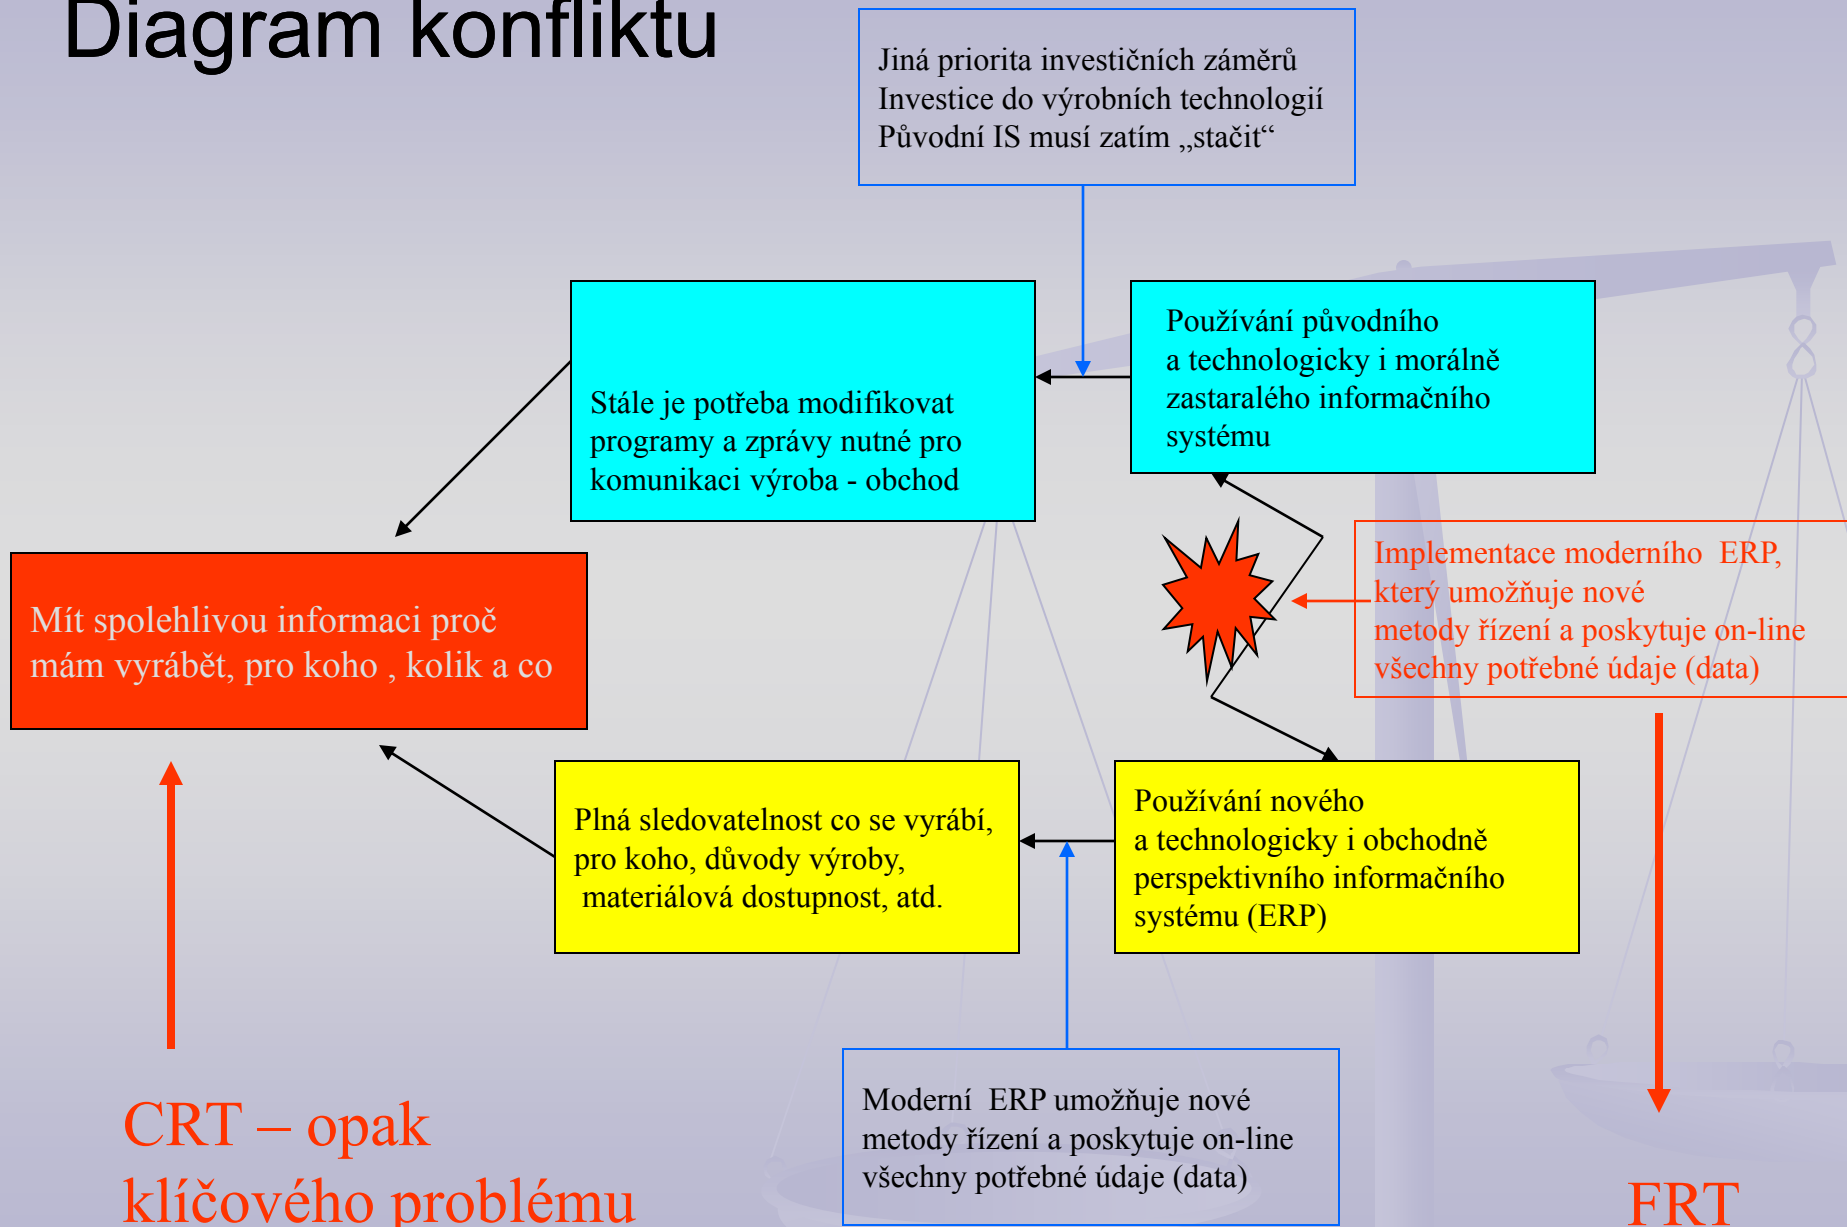 Diagram konfliktu
Jiná priorita investičních záměrů
Investice do výrobních technologií
Původní IS musí zatím „stačit“
Používání původního
a technologicky i morálně
zastaralého informačního
systému
Stále je potřeba modifikovat
programy a zprávy nutné pro
komunikaci výroba - obchod
Implementace moderního  ERP,
který umožňuje nové
metody řízení a poskytuje on-line
všechny potřebné údaje (data)
Mít spolehlivou informaci proč
mám vyrábět, pro koho , kolik a co
Plná sledovatelnost co se vyrábí,
pro koho, důvody výroby,
materiálová dostupnost, atd.
Používání nového
a technologicky i obchodně
perspektivního informačního
systému (ERP)
Moderní  ERP umožňuje nové
metody řízení a poskytuje on-line
všechny potřebné údaje (data)
CRT – opak
klíčového problému
FRT